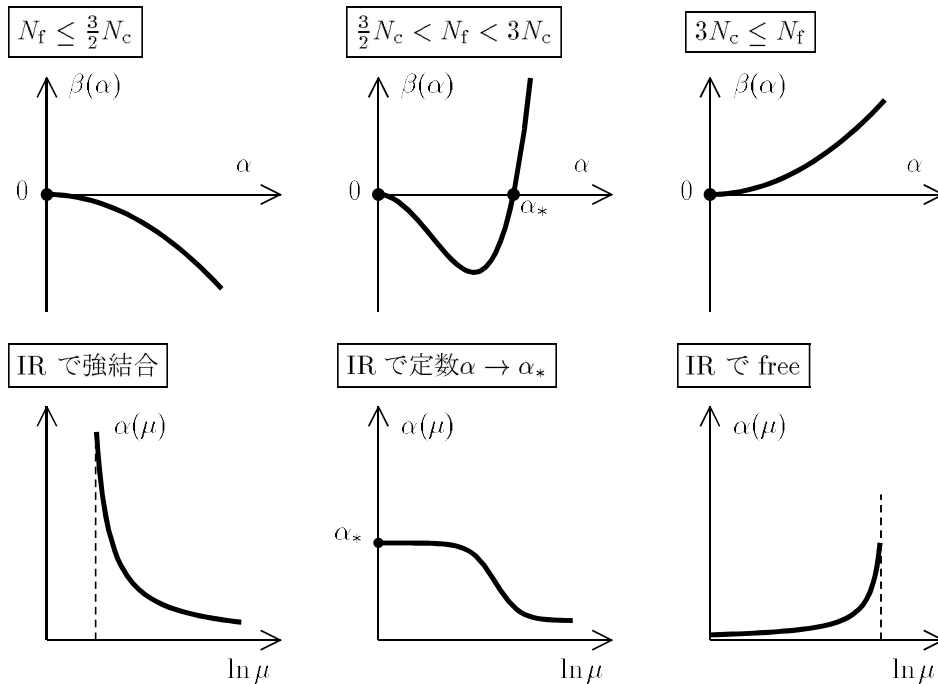 N_f ≤ 3/2 N_c
3/2 N_c < N_f < 3N_c
3N_c ≤ N_f
β(α)
β(α)
β(α)
α
α
α
0
0
0
α_*
IR で強結合
IR で定数α → α_*
IR で free
α(μ)
α(μ)
α(μ)
α_*
ln μ
ln μ
ln μ